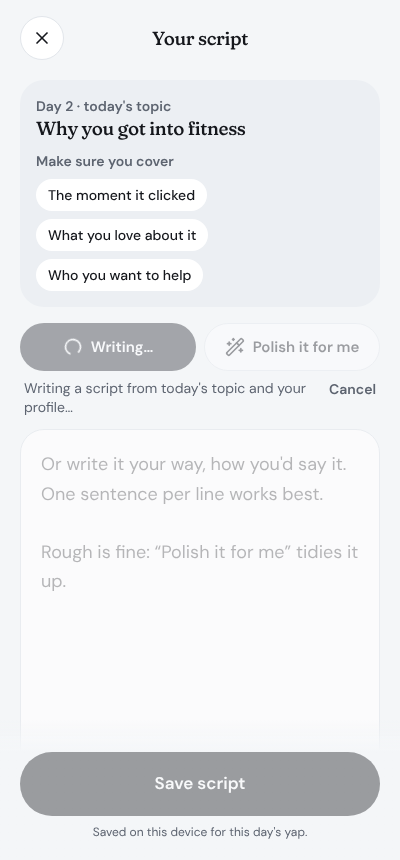 Your script
Day 2 · today's topic
Why you got into fitness
Make sure you cover
The moment it clicked
What you love about it
Who you want to help
Writing...
Polish it for me
Writing a script from today's topic and your
profile...
Cancel
Or write it your way, how you'd say it.
One sentence per line works best.
Rough is fine: “Polish it for me” tidies it
up.
Save script
Saved on this device for this day's yap.